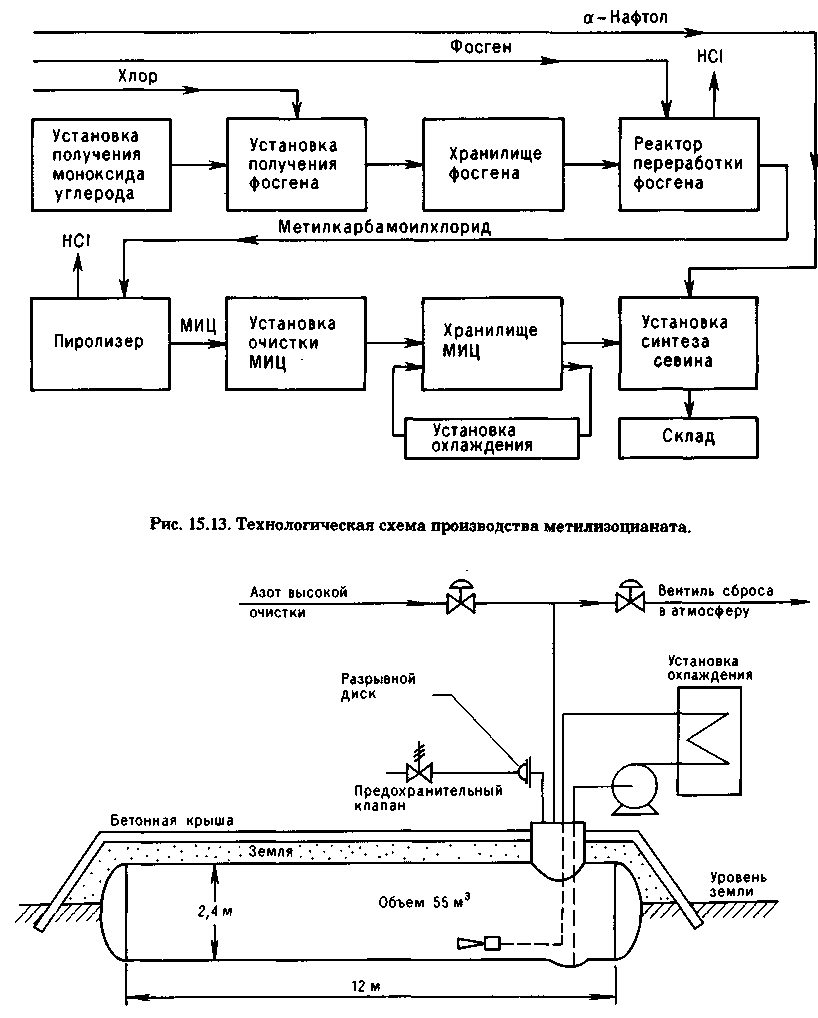 α-Нафтол
Фосген
HCl
Хлор
Установка
получения
моноксида
углерода
Установка
получения
фосгена
Хранилище
фосгена
Реактор
переработки
фосгена
Метилкарбамоилхлорид
HCl
Пиролизер
МИЦ
Установка
очистки
МИЦ
Хранилище
МИЦ
Установка
синтеза
севина
Установка
охлаждения
Склад
Рис. 15.13. Технологическая схема производства метилизоцианата.
Азот высокой
очистки
Вентиль сброса
в атмосферу
Установка
охлаждения
Разрывной
диск
Предохранительный
клапан
Бетонная крыша
Земля
Уровень
земли
2,4 м
Объем 55 м³
12 м